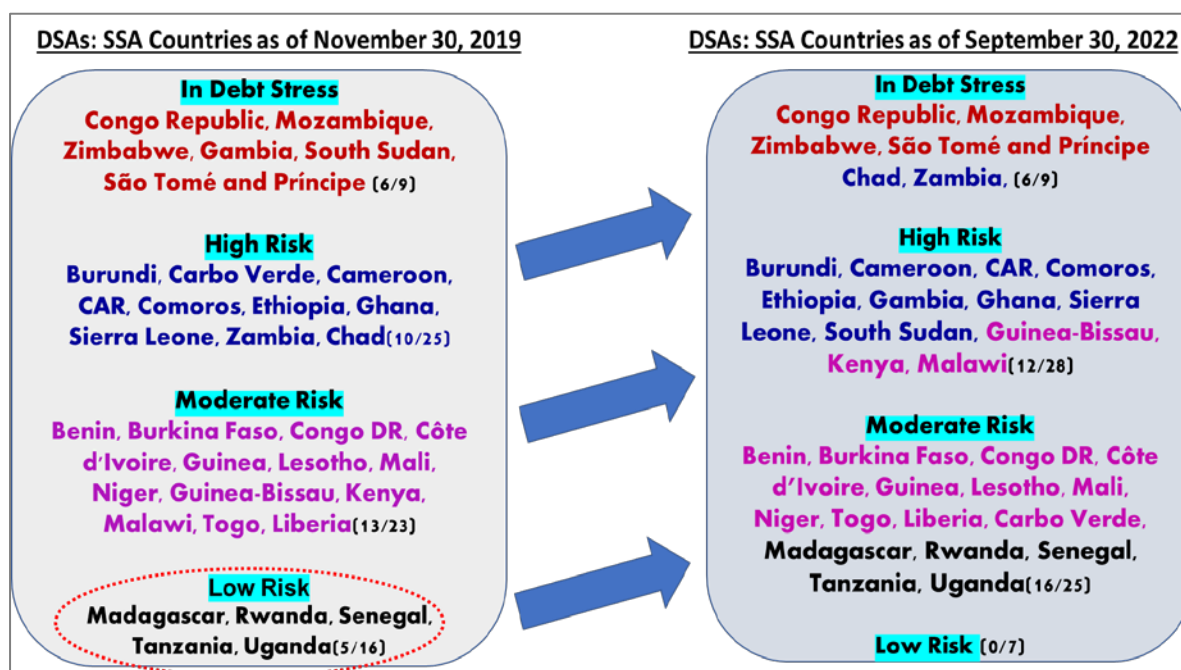 DSAs: SSA Countries as of November 30, 2019
In Debt Stress
Congo Republic, Mozambique,
Zimbabwe, Gambia, South Sudan,
São Tomé and Príncipe (6/9)
High Risk
Burundi, Carbo Verde, Cameroon,
CAR, Comoros, Ethiopia, Ghana,
Sierra Leone, Zambia, Chad(10/25)
Moderate Risk
Benin, Burkina Faso, Congo DR, Côte
d'Ivoire, Guinea, Lesotho, Mali,
Niger, Guinea-Bissau, Kenya,
Malawi, Togo, Liberia(13/23)
Low Risk
Madagascar, Rwanda, Senegal,
Tanzania, Uganda(5/16)
DSAs: SSA Countries as of September 30, 2022
In Debt Stress
Congo Republic, Mozambique,
Zimbabwe, São Tomé and Príncipe
Chad, Zambia, (6/9)
High Risk
Burundi, Cameroon, CAR, Comoros,
Ethiopia, Gambia, Ghana, Sierra
Leone, South Sudan, Guinea-Bissau,
Kenya, Malawi(12/28)
Moderate Risk
Benin, Burkina Faso, Congo DR, Côte
d'Ivoire, Guinea, Lesotho, Mali,
Niger, Togo, Liberia, Carbo Verde,
Madagascar, Rwanda, Senegal,
Tanzania, Uganda(16/25)
Low Risk (0/7)